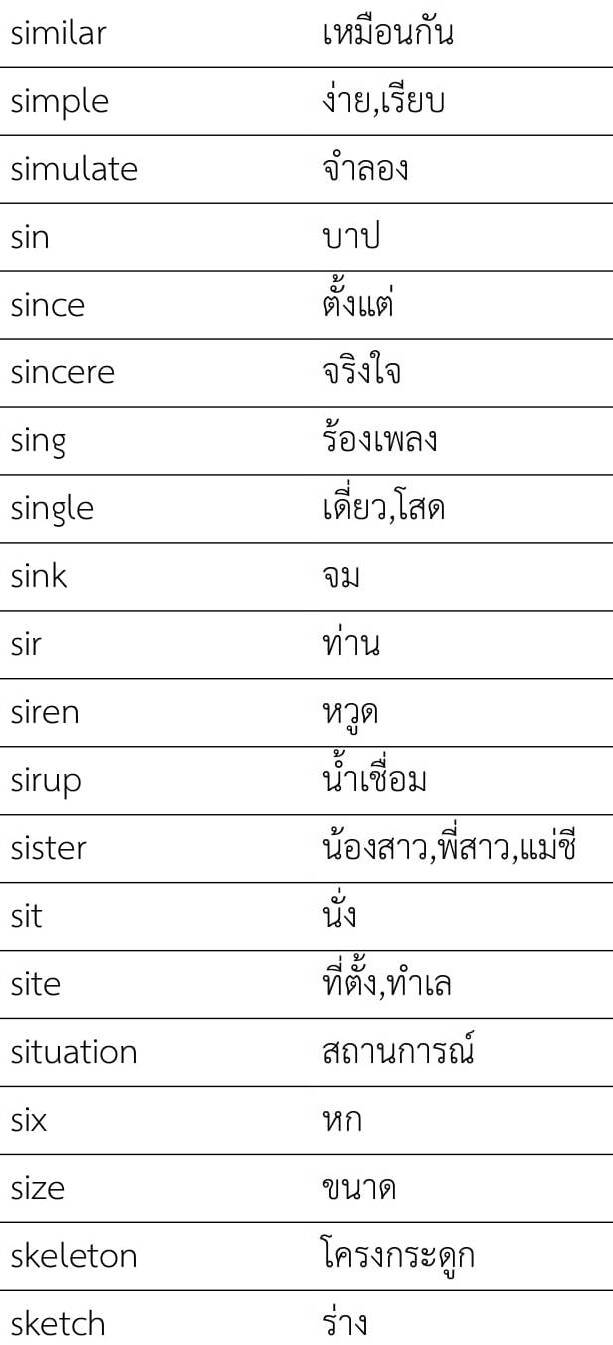 similar เหมือนกัน
simple ง่าย,เรียบ
simulate จำลอง
sin บาป
since ตั้งแต่
sincere จริงใจ
sing ร้องเพลง
single เดี่ยว,โสด
sink จม
sir ท่าน
siren หวูด
sirup น้ำเชื่อม
sister น้องสาว,พี่สาว,แม่ชี
sit นั่ง
site ที่ตั้ง,ทำเล
situation สถานการณ์
six หก
size ขนาด
skeleton โครงกระดูก
sketch ร่าง